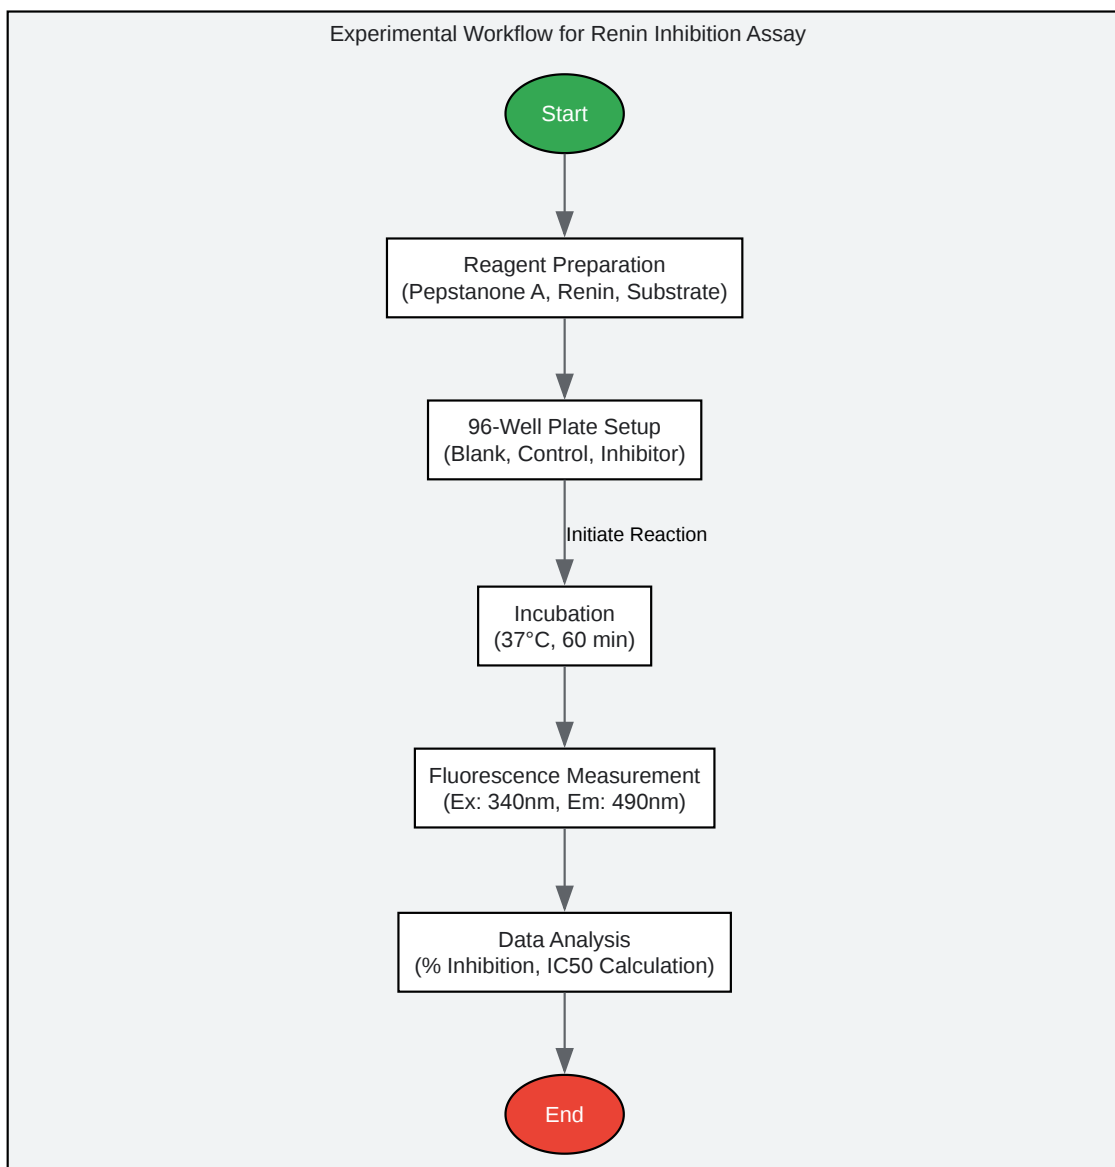 Experimental Workflow for Renin Inhibition Assay
Start
Reagent Preparation
(Pepstanone A, Renin, Substrate)
96-Well Plate Setup
(Blank, Control, Inhibitor)
Initiate Reaction
Incubation
(37°C, 60 min)
Fluorescence Measurement
(Ex: 340nm, Em: 490nm)
Data Analysis
(% Inhibition, IC50 Calculation)
End